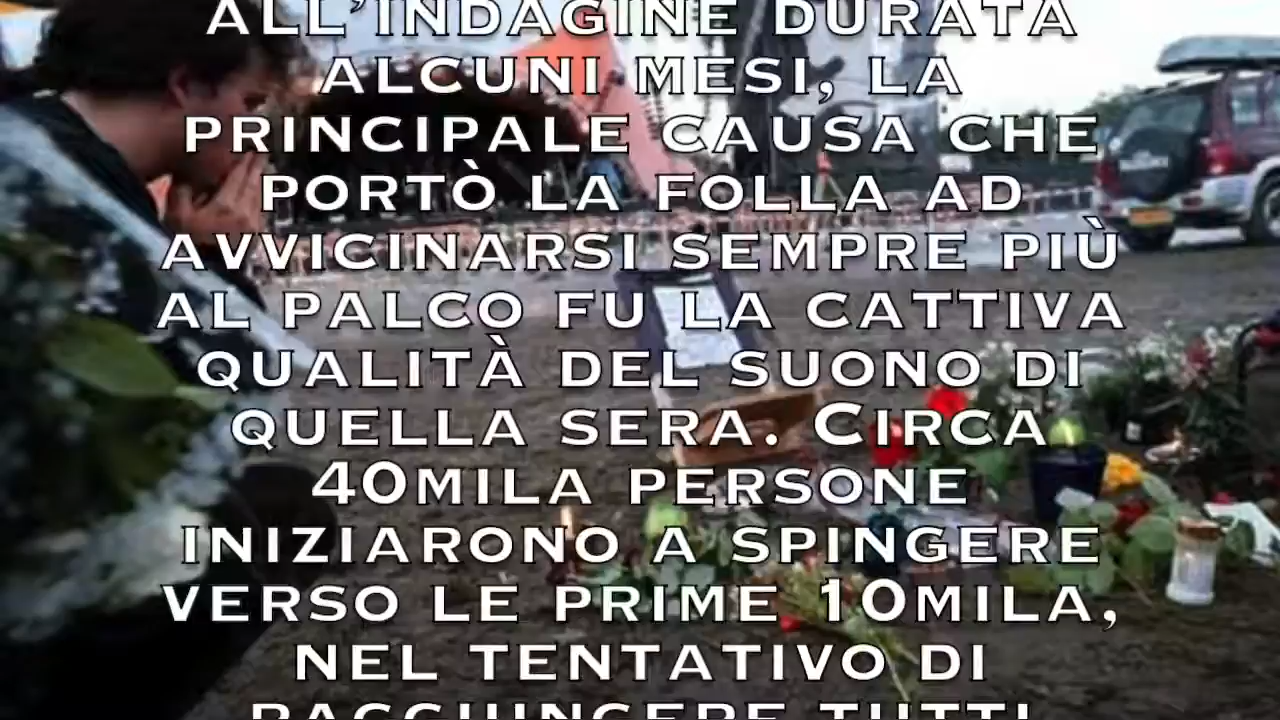 ALL'INDAGINE DURATA
ALCUNI MESI, LA
PRINCIPALE CAUSA CHE
PORTÒ LA FOLLA AD
AVVICINARSI SEMPRE PIÙ
AL PALCO FU LA CATTIVA
QUALITÀ DEL SUONO DI
QUELLA SERA. CIRCA
40MILA PERSONE
INIZIARONO A SPINGERE
VERSO LE PRIME 10MILA,
NEL TENTATIVO DI
RAGGIUNGERE TUTTI